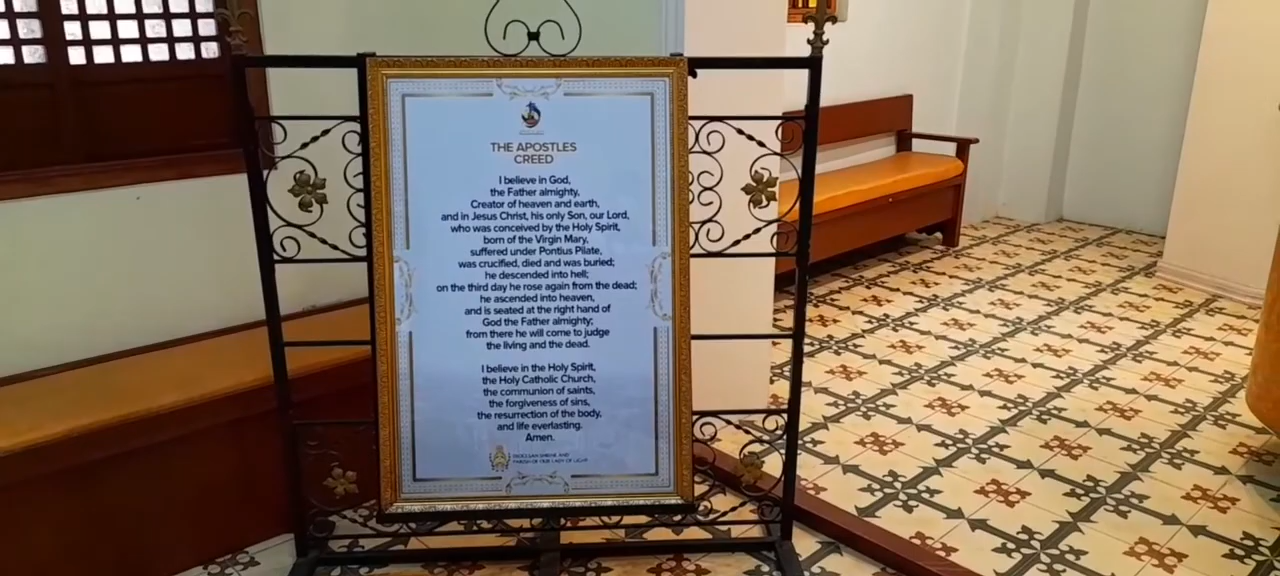 THE APOSTLES
CREED
I believe in God,
the Father almighty,
Creator of heaven and earth,
and in Jesus Christ, his only Son, our Lord,
who was conceived by the Holy Spirit,
born of the Virgin Mary,
suffered under Pontius Pilate,
was crucified, died and was buried;
he descended into hell;
on the third day he rose again from the dead;
he ascended into heaven,
and is seated at the right hand of
God the Father almighty;
from there he will come to judge
the living and the dead.
I believe in the Holy Spirit,
the Holy Catholic Church,
the communion of saints,
the forgiveness of sins,
the resurrection of the body,
and life everlasting.
Amen.
DIOCESAN SHRINE AND
PARISH OF OUR LADY OF LIGHT